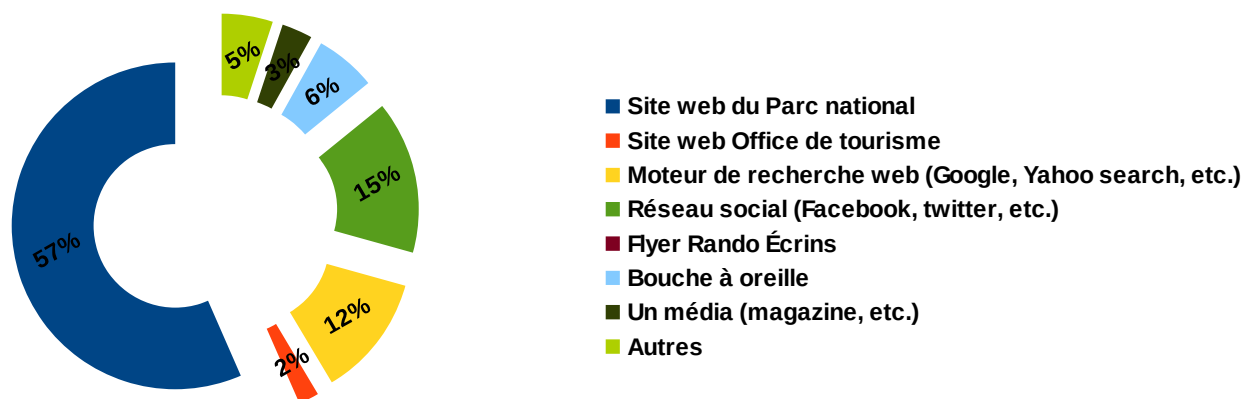 5%
3%
6%
15%
57%
12%
2%
Site web du Parc national
Site web Office de tourisme
Moteur de recherche web (Google, Yahoo search, etc.)
Réseau social (Facebook, twitter, etc.)
Flyer Rando Écrins
Bouche à oreille
Un média (magazine, etc.)
Autres